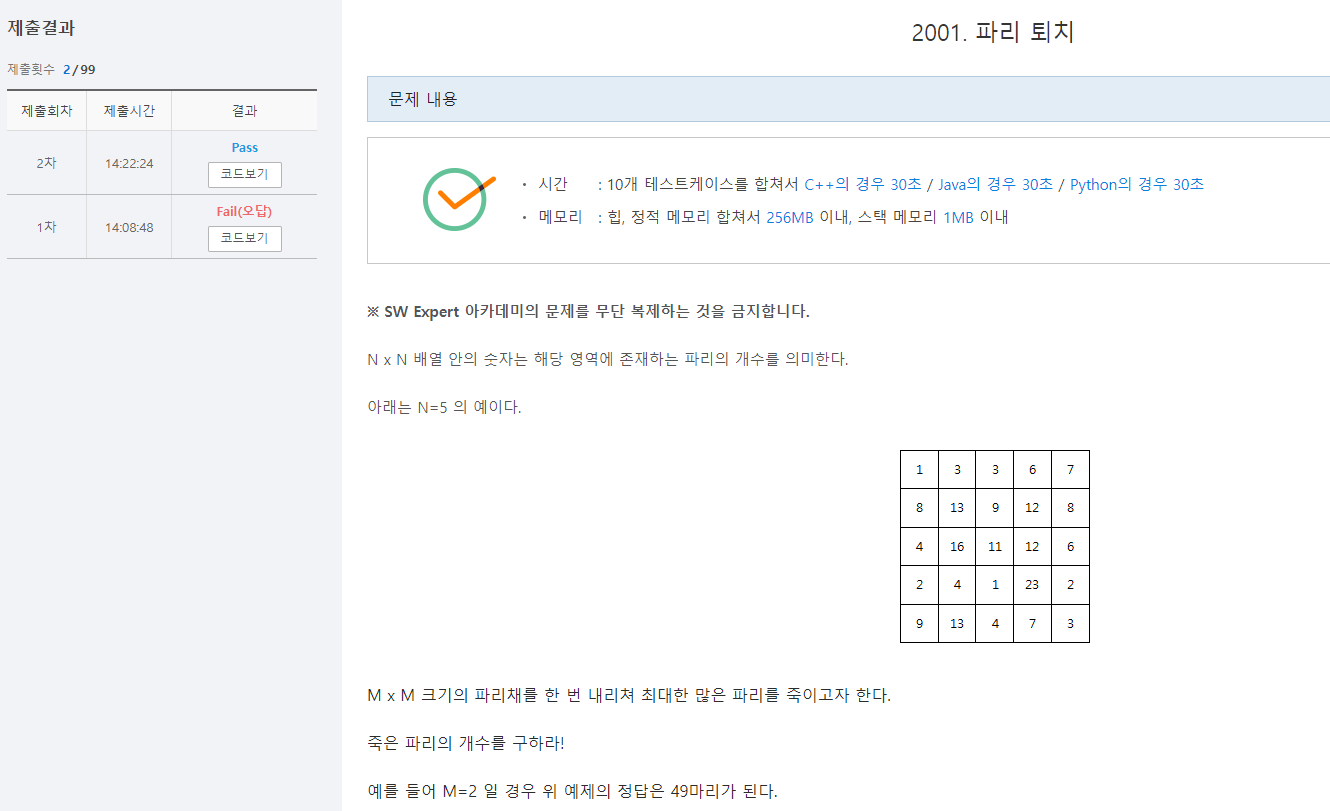 제출결과
제출횟수 2/99
제출회차 제출시간 결과
2차 14:22:24 Pass
코드보기
1차 14:08:48 Fail(오답)
코드보기
2001. 파리 퇴치
문제 내용
· 시간 : 10개 테스트케이스를 합쳐서 C++의 경우 30초 / Java의 경우 30초 / Python의 경우 30초
· 메모리 : 힙, 정적 메모리 합쳐서 256MB 이내, 스택 메모리 1MB 이내
※ SW Expert 아카데미의 문제를 무단 복제하는 것을 금지합니다.
N x N 배열 안의 숫자는 해당 영역에 존재하는 파리의 개수를 의미한다.
아래는 N=5 의 예이다.
1 3 3 6 7
8 13 9 12 8
4 16 11 12 6
2 4 1 23 2
9 13 4 7 3
M x M 크기의 파리채를 한 번 내리쳐 최대한 많은 파리를 죽이고자 한다.
죽은 파리의 개수를 구하라!
예를 들어 M=2 일 경우 위 예제의 정답은 49마리가 된다.